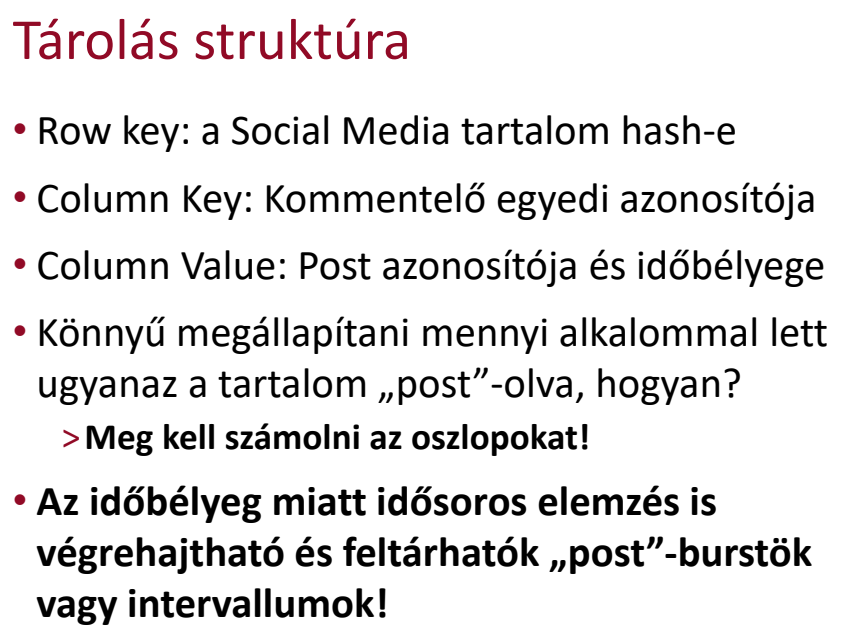 Tárolás struktúra
• Row key: a Social Media tartalom hash-e
• Column Key: Kommentelő egyedi azonosítója
• Column Value: Post azonosítója és időbélyege
• Könnyű megállapítani mennyi alkalommal lett
ugyanaz a tartalom „post”-olva, hogyan?
>Meg kell számolni az oszlopokat!
• Az időbélyeg miatt idősoros elemzés is
végrehajtható és feltárhatók „post”-burstök
vagy intervallumok!